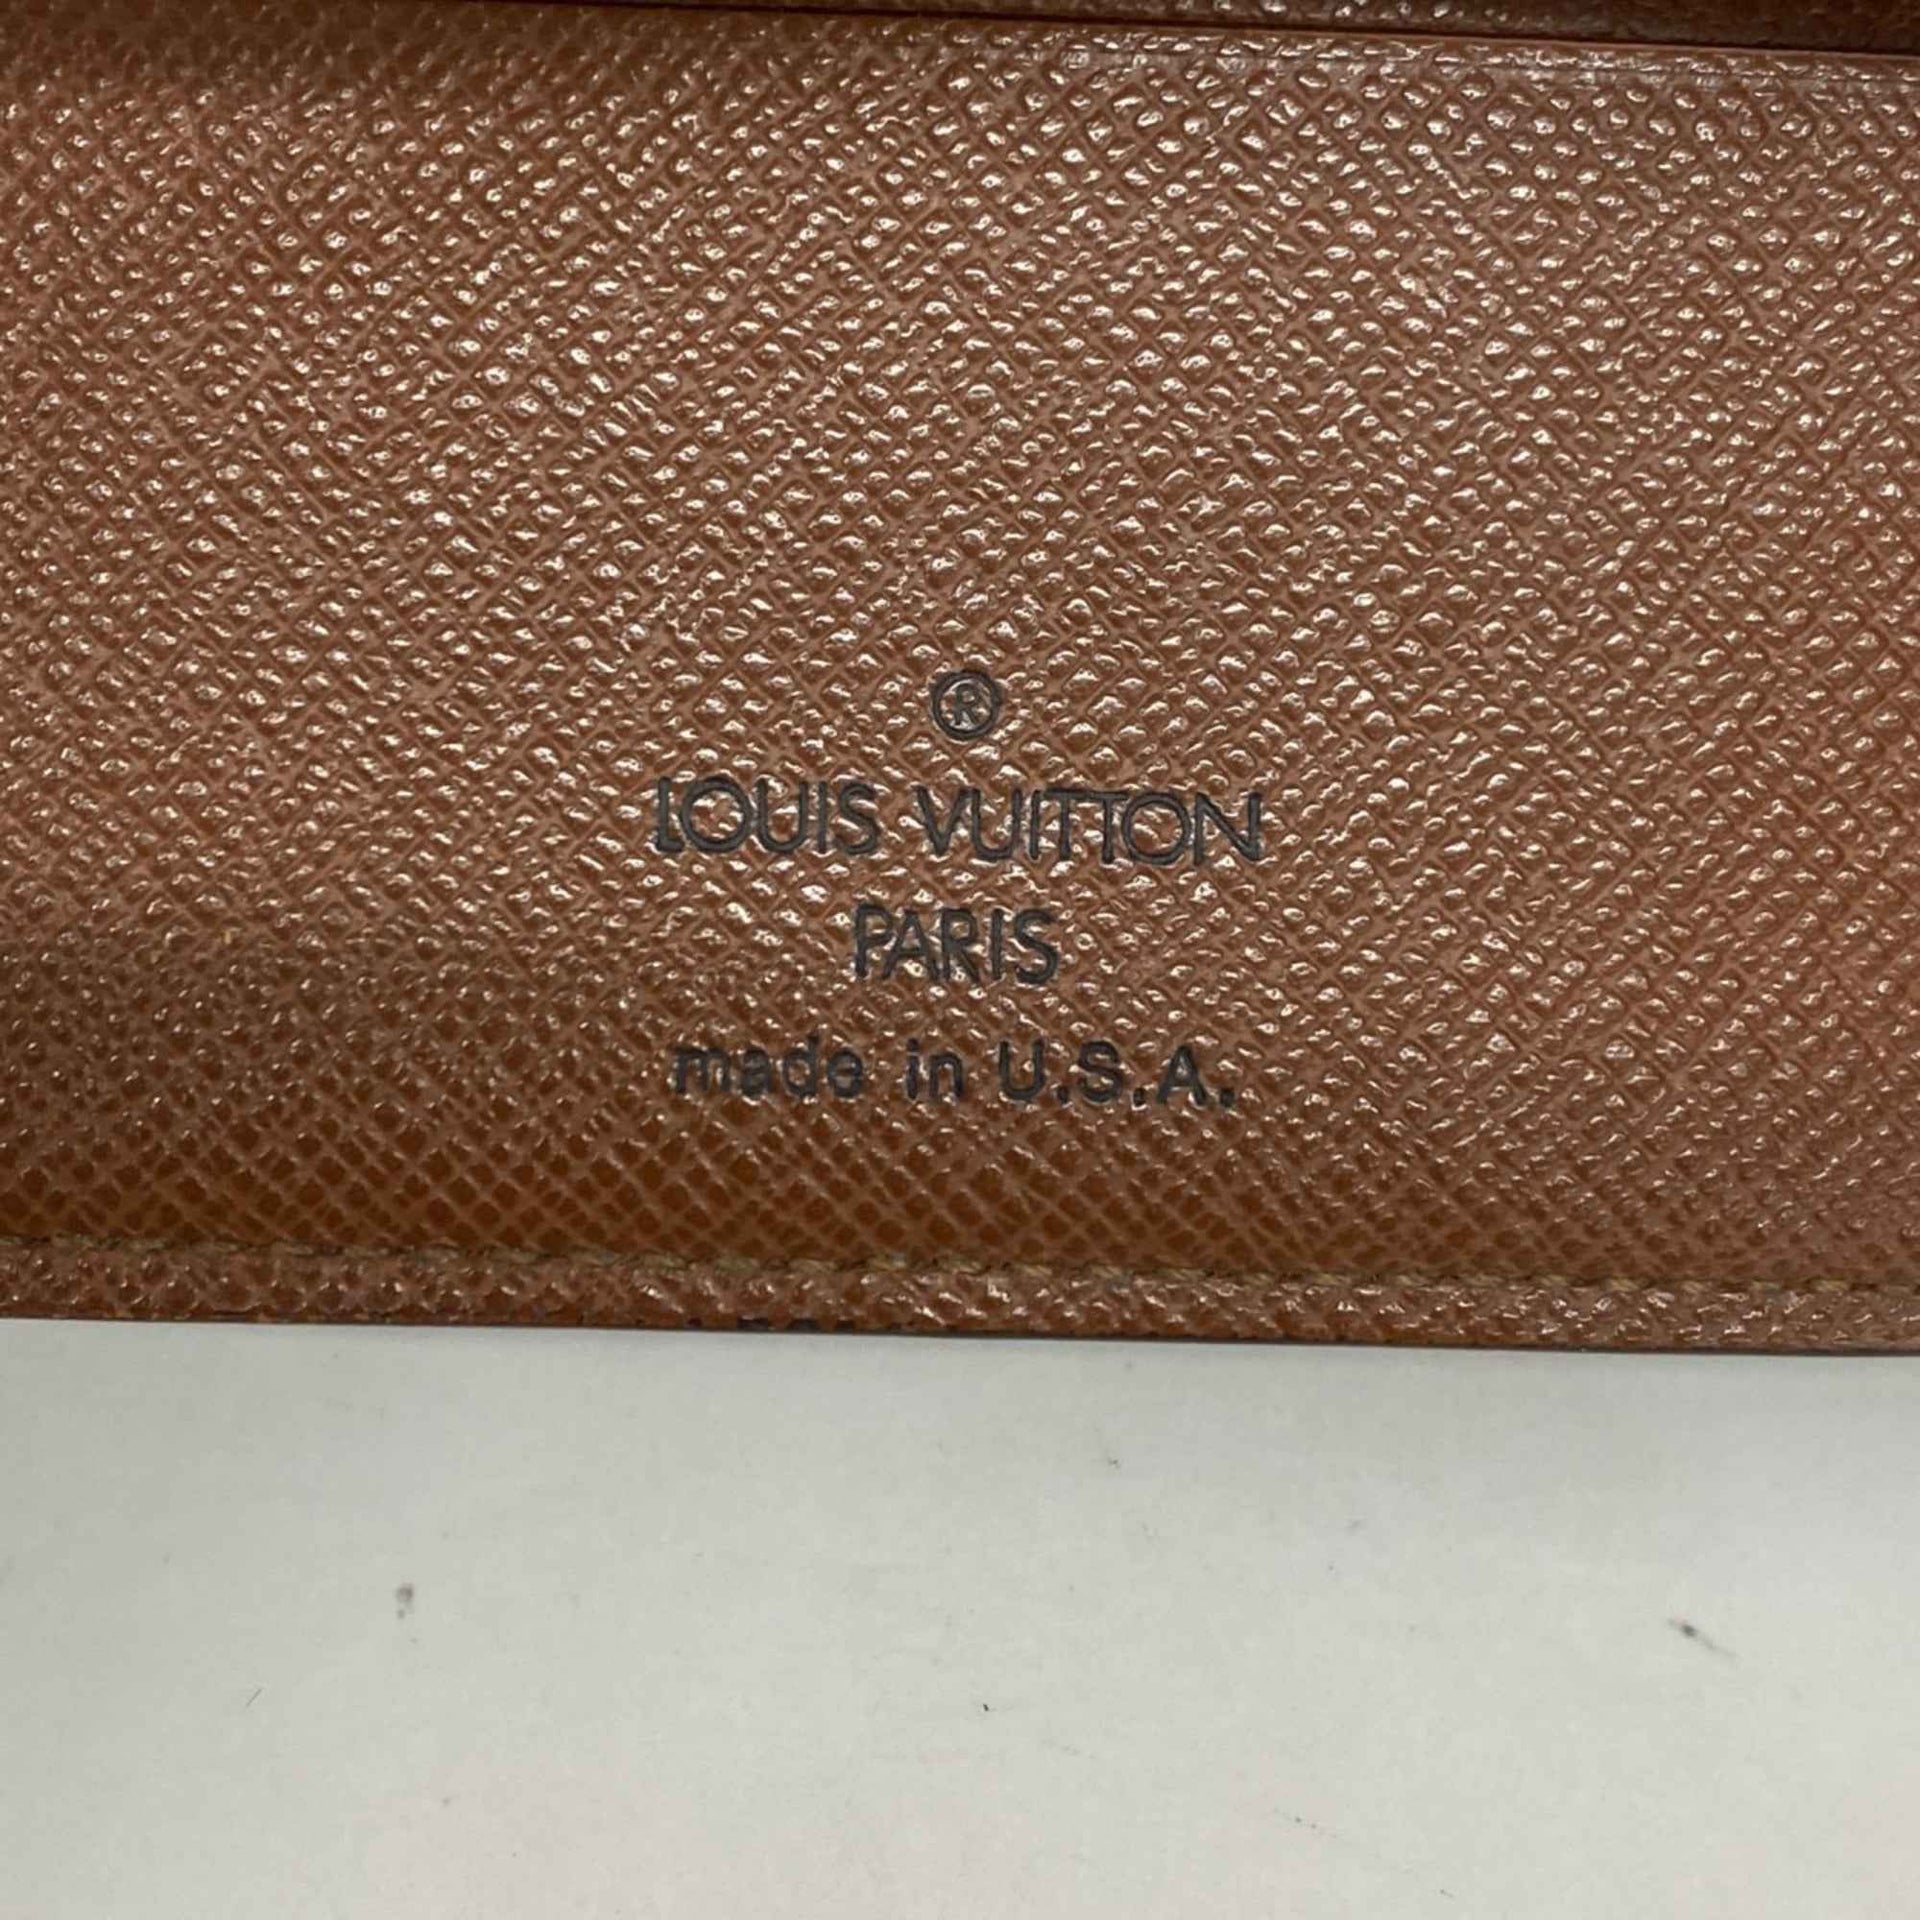 ®
LOUIS VUITTON
PARIS
made in U.S.A.